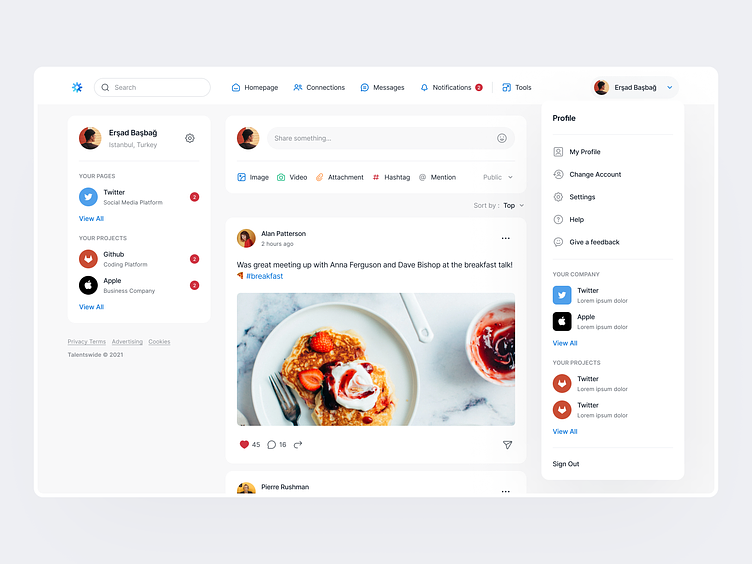 Search
Homepage
Connections
Messages
Notifications 2
Tools
Erşad Başbağ
Erşad Başbağ
Istanbul, Turkey
YOUR PAGES
Twitter
Social Media Platform
2
View All
YOUR PROJECTS
Github
Coding Platform
2
Apple
Business Company
2
View All
Privacy Terms Advertising Cookies
Talentswide © 2021
Share something...
Image Video Attachment # Hashtag @ Mention Public
Sort by : Top
Alan Patterson
2 hours ago
Was great meeting up with Anna Ferguson and Dave Bishop at the breakfast talk!
#breakfast
45 16
Pierre Rushman
Profile
My Profile
Change Account
Settings
Help
Give a feedback
YOUR COMPANY
Twitter
Lorem ipsum dolor
Apple
Lorem ipsum dolor
View All
YOUR PROJECTS
Twitter
Lorem ipsum dolor
Twitter
Lorem ipsum dolor
View All
Sign Out